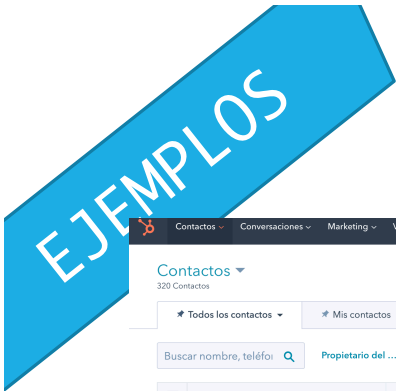 EJEMPLOS
Contactos Conversaciones Marketing V
Contactos
320 Contactos
Todos los contactos Mis contactos
Buscar nombre, teléfo Propietario del ...